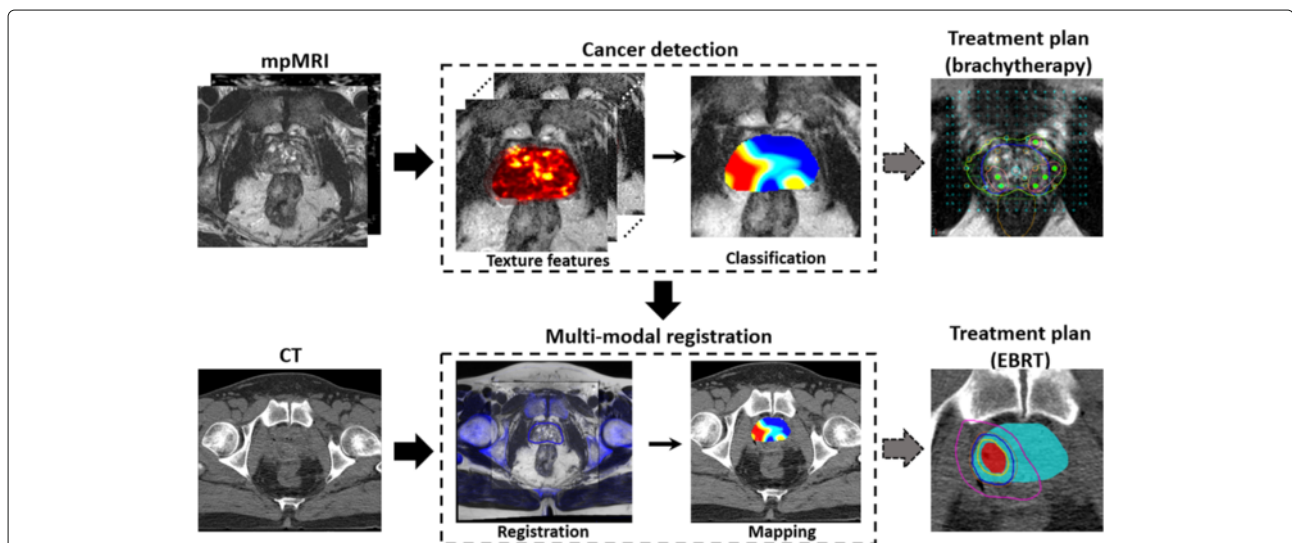 mpMRI
Cancer detection
Treatment plan
(brachytherapy)
Texture features
Classification
CT
Multi-modal registration
Treatment plan
(EBRT)
Registration
Mapping